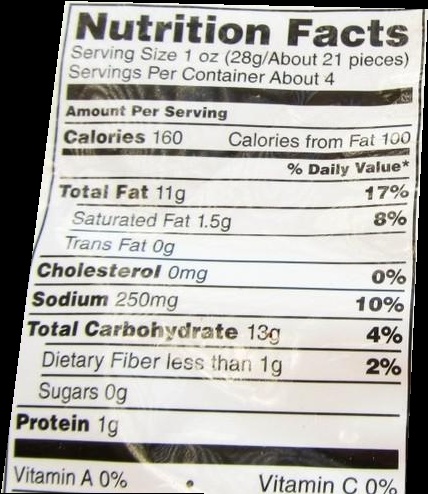 Nutrition Facts
Serving Size 1 oz (28g/About 21 pieces)
Servings Per Container About 4
Amount Per Serving
Calories 160 Calories from Fat 100
% Daily Value*
Total Fat 11g 17%
Saturated Fat 1.5g 8%
Trans Fat 0g
Cholesterol 0mg 0%
Sodium 250mg 10%
Total Carbohydrate 13g 4%
Dietary Fiber less than 1g 2%
Sugars 0g
Protein 1g
Vitamin A 0% • Vitamin C 0%